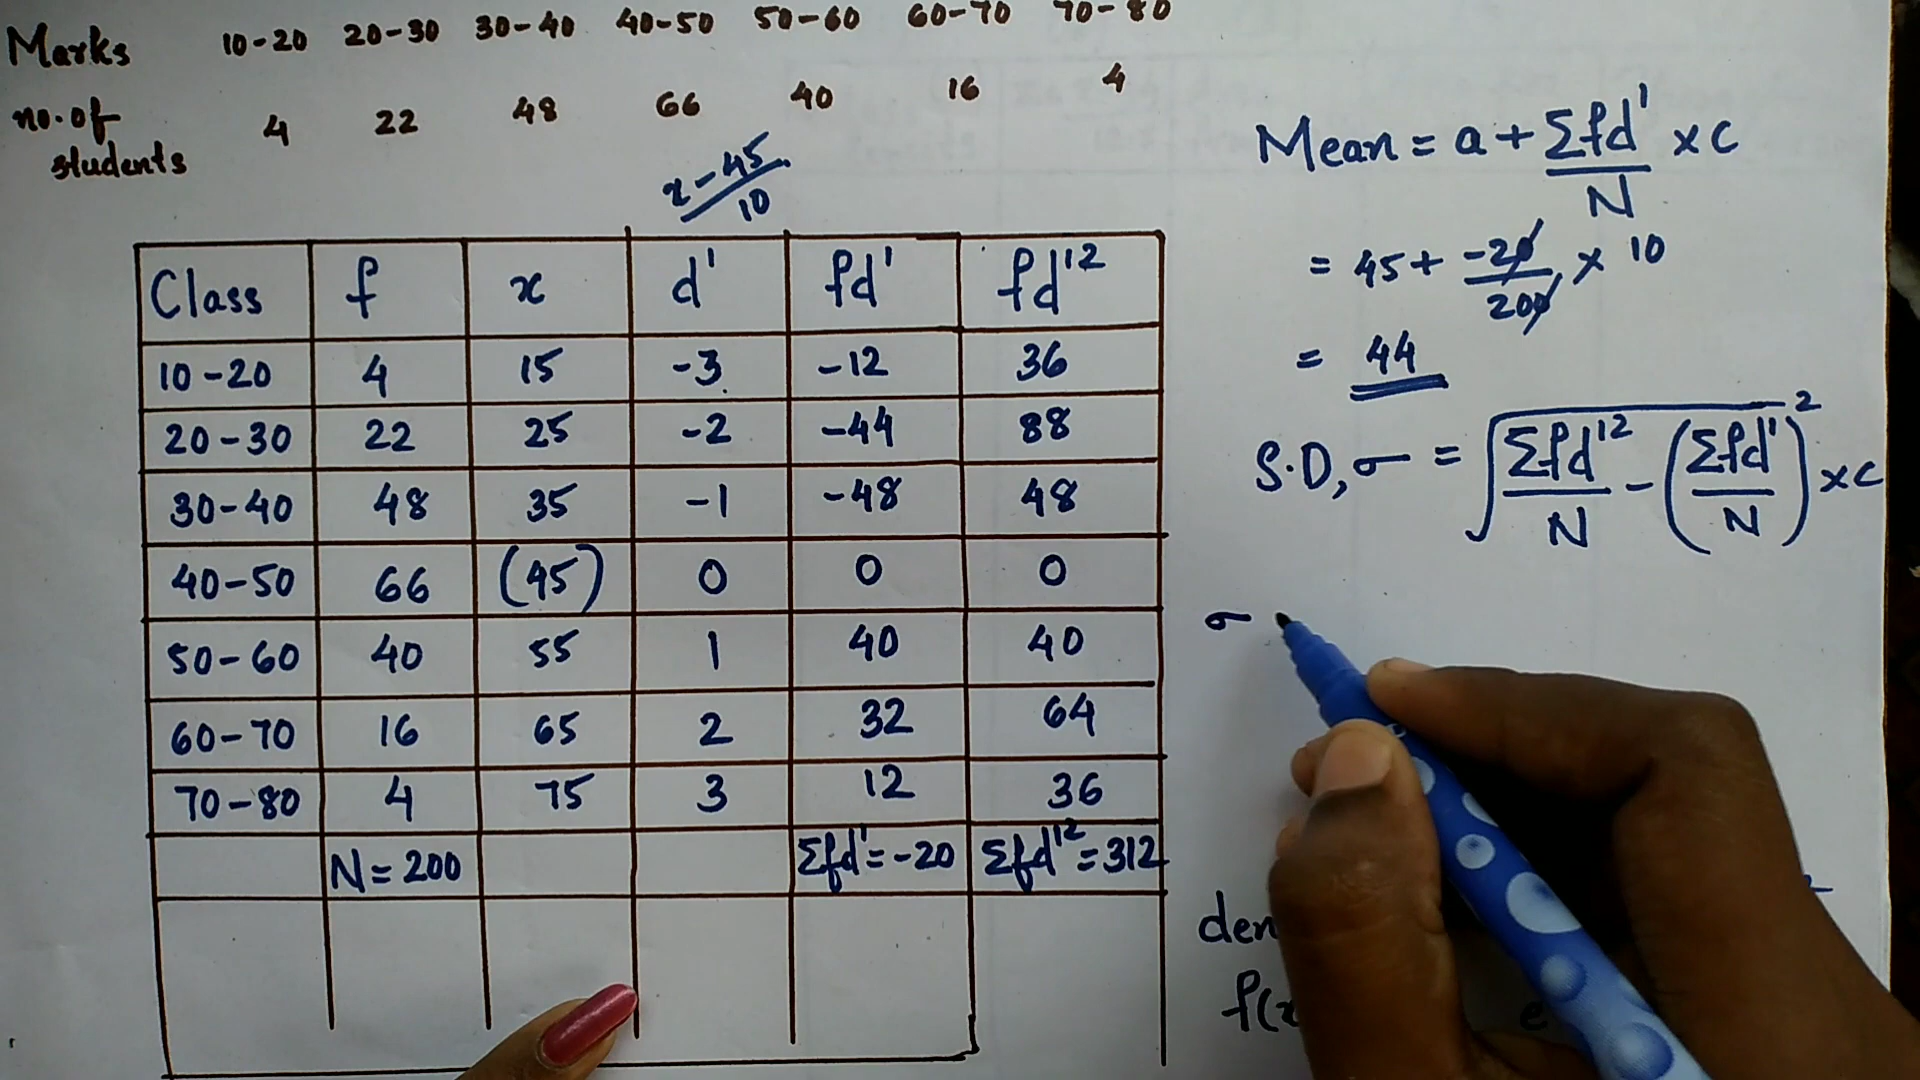 Marks 10-20 20-30 30-40 40-50 50-60 60-70 70-80
no. of students 4 22 48 66 40 16 4
x-45/10
Class f x d' fd' fd'²
10-20 4 15 -3 -12 36
20-30 22 25 -2 -44 88
30-40 48 35 -1 -48 48
40-50 66 (45) 0 0 0
50-60 40 55 1 40 40
60-70 16 65 2 32 64
70-80 4 75 3 12 36
N=200 Σfd'=-20 Σfd'²=312
Mean = a + Σfd'/N × c
= 45 + -20/200 × 10
= 44
S.D, σ = √(Σfd'²/N - (Σfd'/N)²) × c
σ